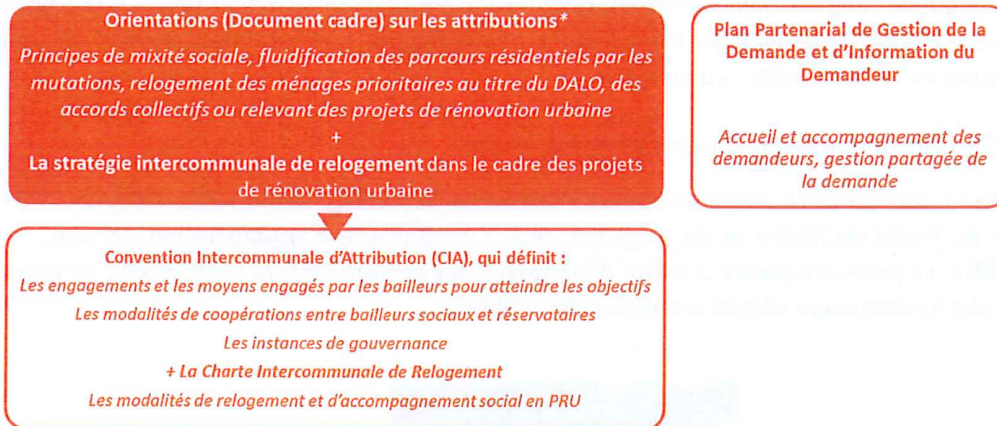 Orientations (Document cadre) sur les attributions*
Principes de mixité sociale, fluidification des parcours résidentiels par les
mutations, relogement des ménages prioritaires au titre du DALO, des
accords collectifs ou relevant des projets de rénovation urbaine
+
La stratégie intercommunale de relogement dans le cadre des projets
de rénovation urbaine
Plan Partenarial de Gestion de la
Demande et d'Information du
Demandeur
Accueil et accompagnement des
demandeurs, gestion partagée de
la demande
Convention Intercommunale d'Attribution (CIA), qui définit :
Les engagements et les moyens engagés par les bailleurs pour atteindre les objectifs
Les modalités de coopérations entre bailleurs sociaux et réservataires
Les instances de gouvernance
+ La Charte Intercommunale de Relogement
Les modalités de relogement et d'accompagnement social en PRU